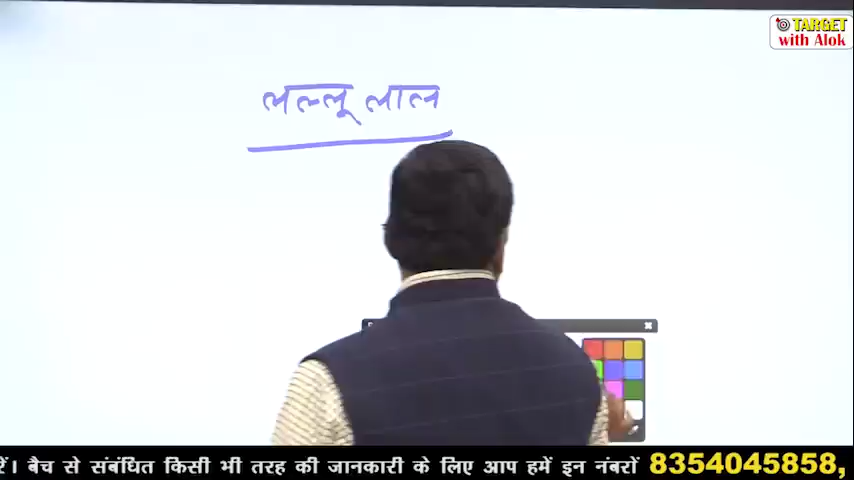 TARGET
with Alok
लल्लू लाल
रें। बैच से संबंधित किसी भी तरह की जानकारी के लिए आप हमें इन नंबरों 8354045858,